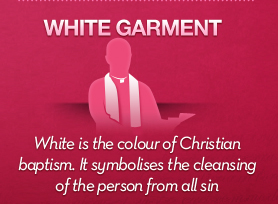 WHITE GARMENT
White is the colour of Christian
baptism. It symbolises the cleansing
of the person from all sin